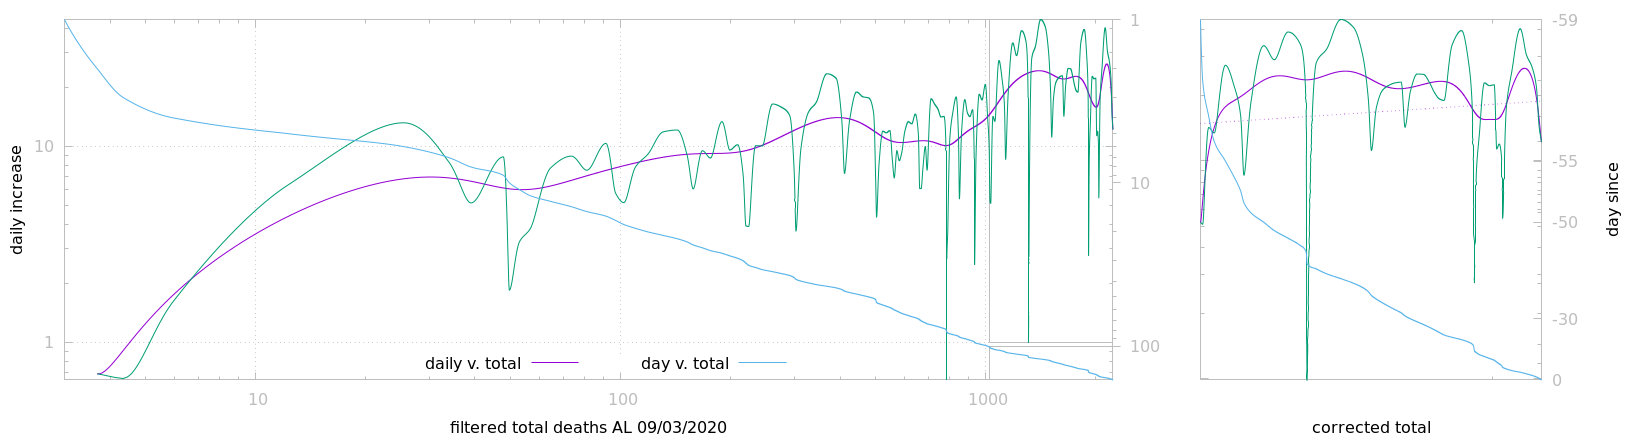 daily increase
10
1
daily v. total
day v. total
10
100
1000
1
10
100
filtered total deaths AL 09/03/2020
-59
-55
-50
-30
0
day since
corrected total